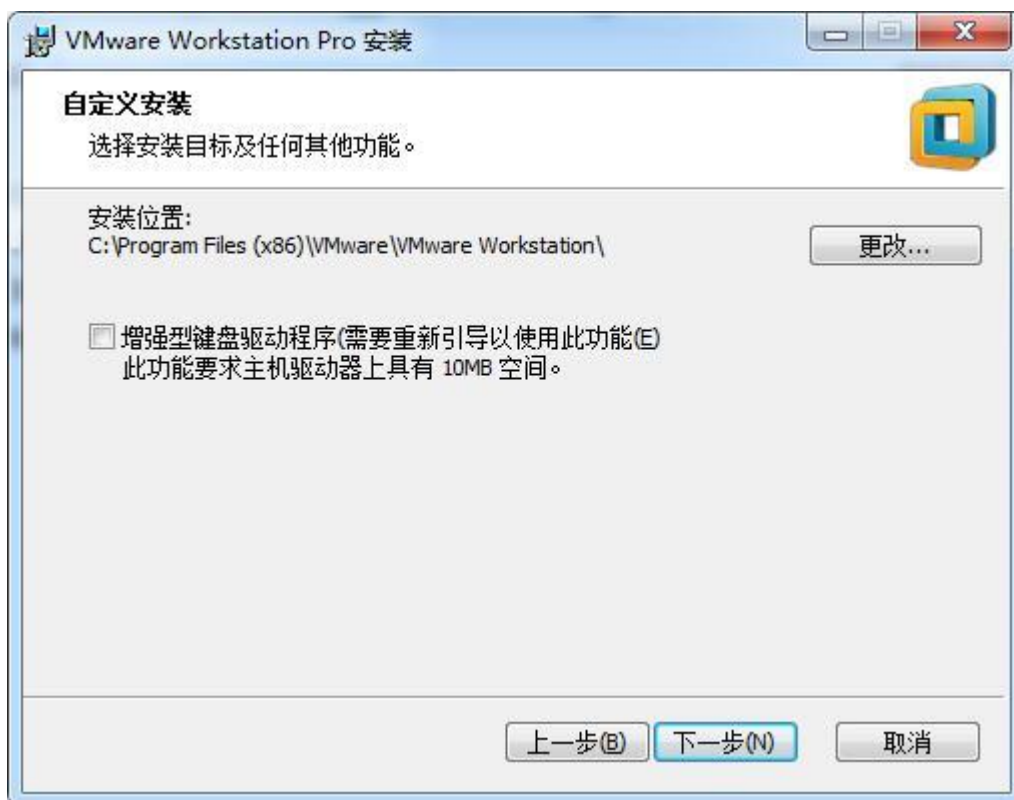 VMware Workstation Pro 安装
自定义安装
选择安装目标及任何其他功能。
安装位置:
C:\Program Files (x86)\VMware\VMware Workstation\
更改...
增强型键盘驱动程序(需要重新引导以使用此功能(E)
此功能要求主机驱动器上具有 10MB 空间。
上一步(B) 下一步(N) 取消